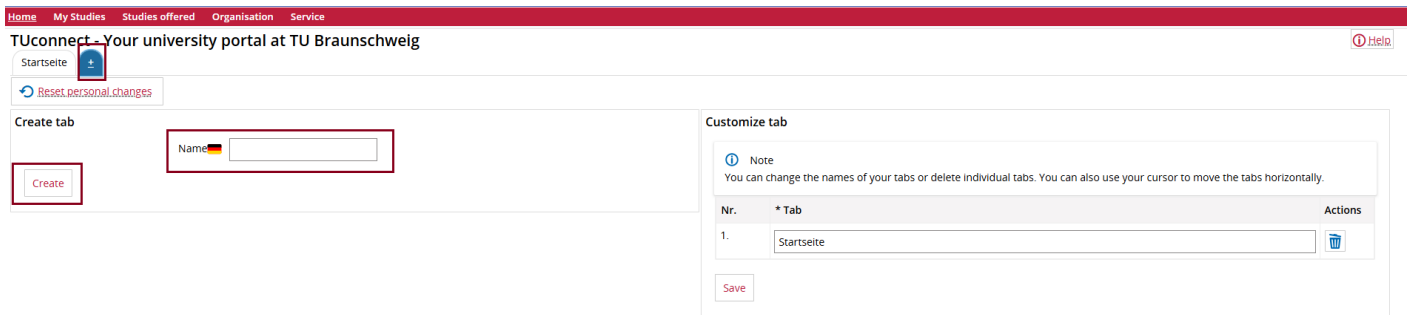 Home My Studies Studies offered Organisation Service
TUconnect - Your university portal at TU Braunschweig
Help
Startseite +
Reset personal changes
Create tab
Name
Create
Customize tab
Note
You can change the names of your tabs or delete individual tabs. You can also use your cursor to move the tabs horizontally.
Nr. * Tab Actions
1. Startseite
Save